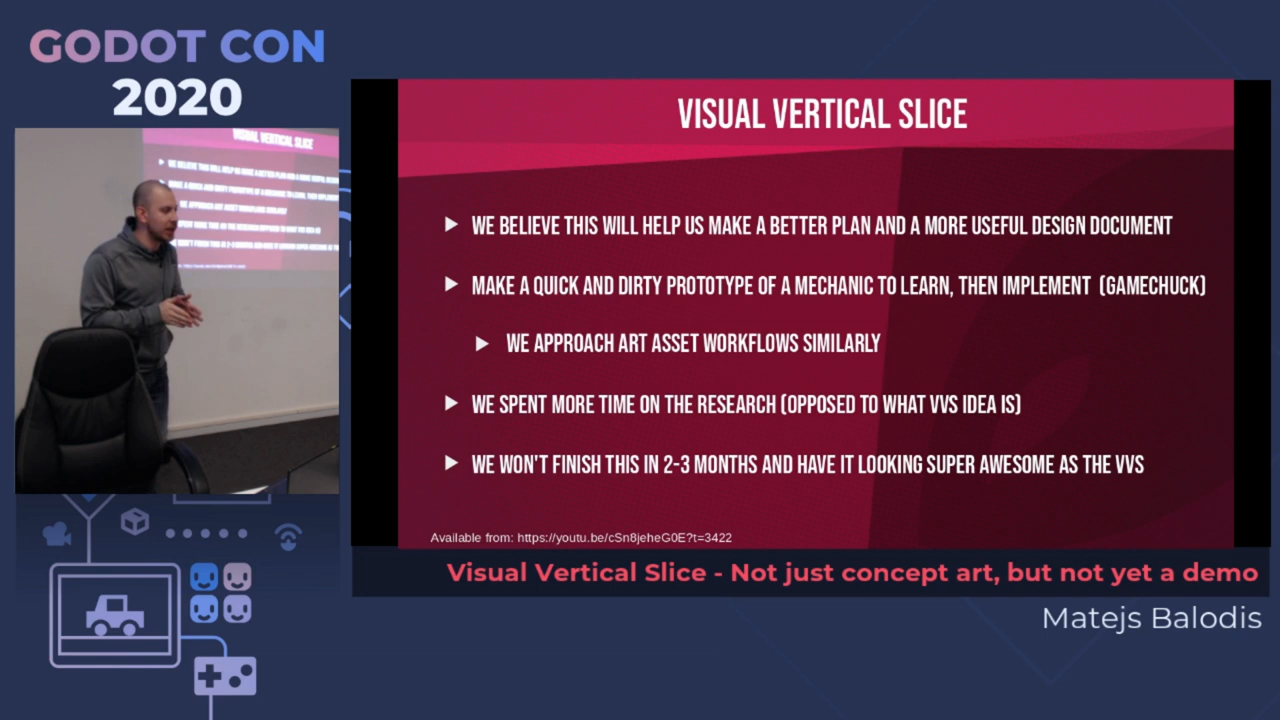 GODOT CON
2020
VISUAL VERTICAL SLICE
WE BELIEVE THIS WILL HELP US MAKE A BETTER PLAN AND A MORE USEFUL DESIGN DOCUMENT
MAKE A QUICK AND DIRTY PROTOTYPE OF A MECHANIC TO LEARN, THEN IMPLEMENT (GAMECHUCK)
WE APPROACH ART ASSET WORKFLOWS SIMILARLY
WE SPENT MORE TIME ON THE RESEARCH (OPPOSED TO WHAT VVS IDEA IS)
WE WON'T FINISH THIS IN 2-3 MONTHS AND HAVE IT LOOKING SUPER AWESOME AS THE VVS
Available from: https://youtu.be/cSn8jeheG0E?t=3422
Visual Vertical Slice - Not just concept art, but not yet a demo
Matejs Balodis
VISUAL VERTICAL SLICE